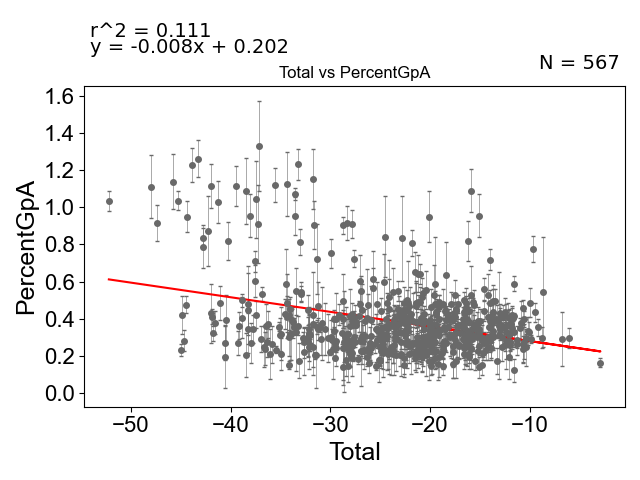 r^2 = 0.111
y = -0.008x + 0.202
N = 567
Total vs PercentGpA
1.6
1.4
1.2
1.0
0.8
0.6
0.4
0.2
0.0
PercentGpA
−50 −40 −30 −20 −10
Total